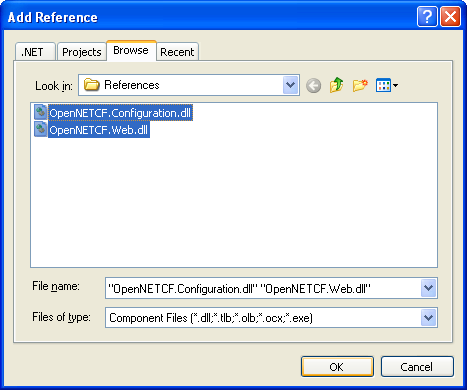 Add Reference
.NET Projects Browse Recent
Look in: References
OpenNETCF.Configuration.dll
OpenNETCF.Web.dll
File name: "OpenNETCF.Configuration.dll" "OpenNETCF.Web.dll"
Files of type: Component Files (*.dll;*.tlb;*.olb;*.ocx;*.exe)
OK Cancel